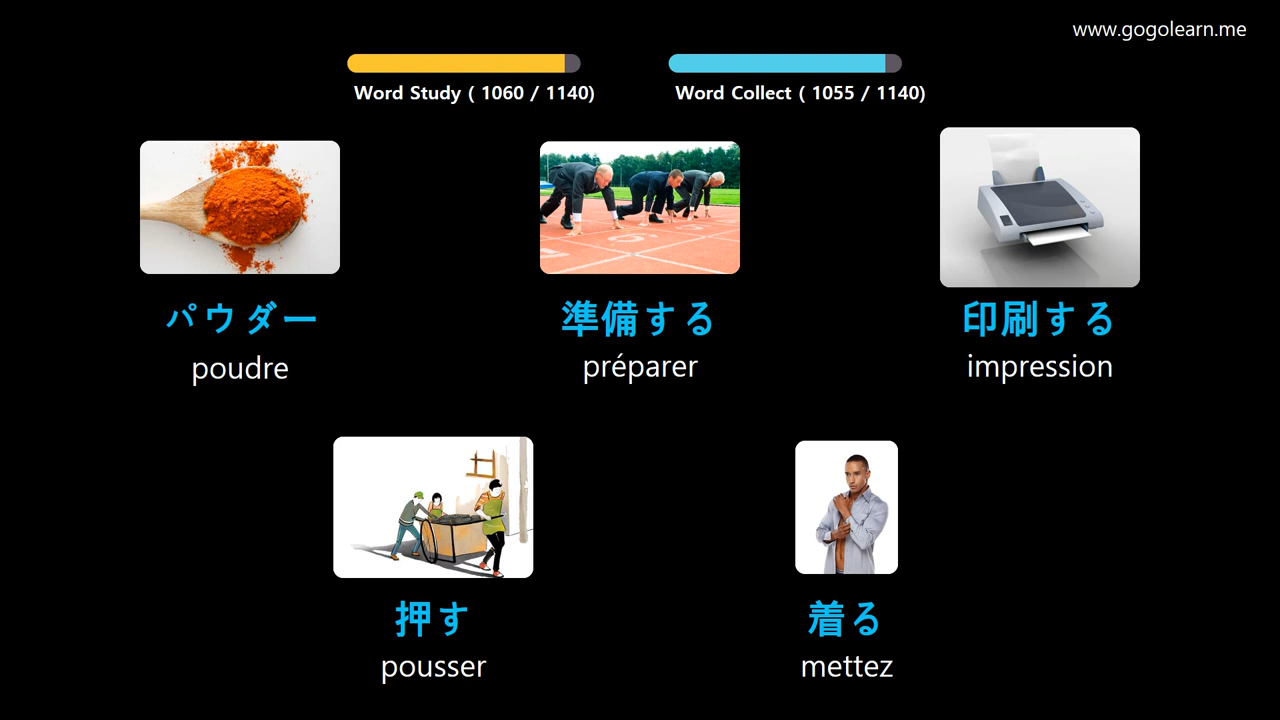 www.gogolearn.me
Word Study ( 1060 / 1140)
Word Collect ( 1055 / 1140)
パウダー
poudre
準備する
préparer
印刷する
impression
押す
pousser
着る
mettez